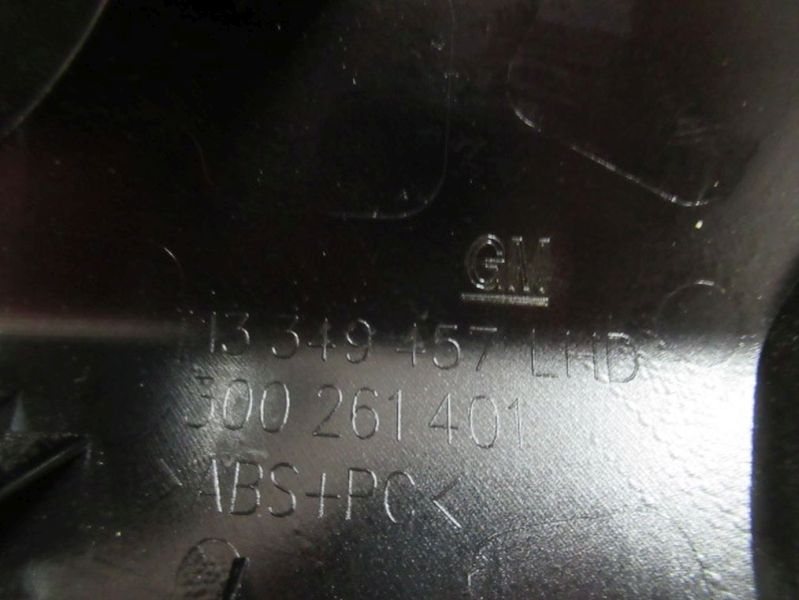 GM
13 349 457 LHD
300 261 401
>ABS+PC<